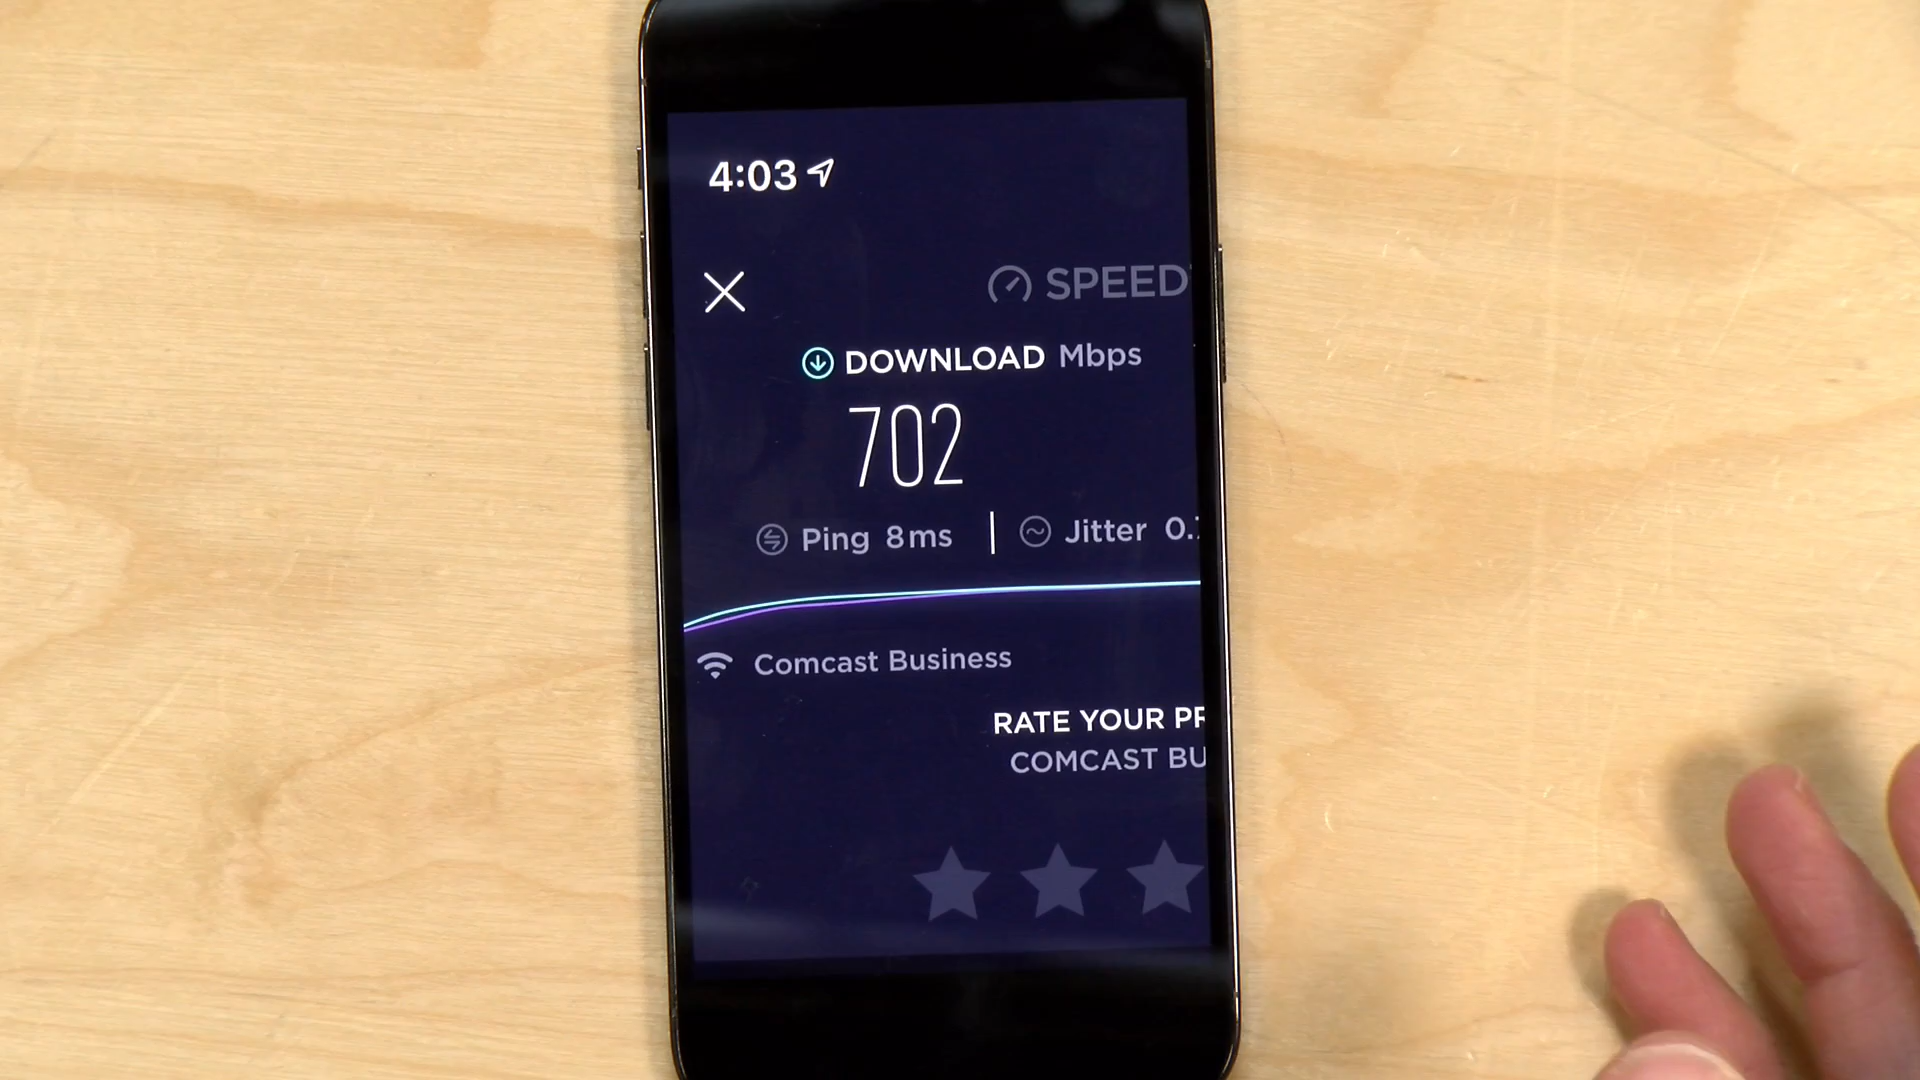 4:03
SPEED
DOWNLOAD Mbps
702
Ping 8ms | Jitter 0.
Comcast Business
RATE YOUR PR
COMCAST BU